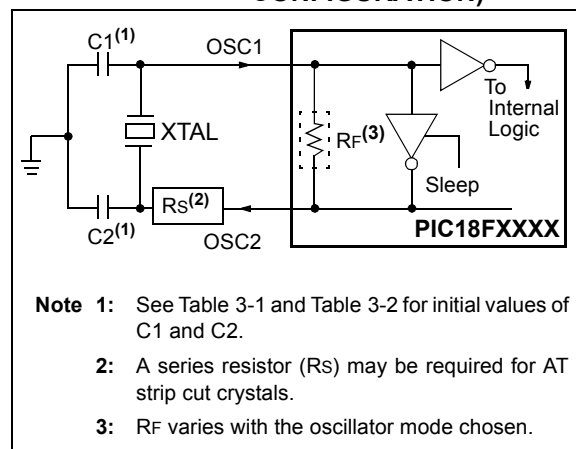 CONFIGURATION)
C1(1)
OSC1
To
Internal
Logic
XTAL
RF(3)
Sleep
RS(2)
C2(1)
OSC2
PIC18FXXXX
Note 1: See Table 3-1 and Table 3-2 for initial values of
C1 and C2.
2: A series resistor (RS) may be required for AT
strip cut crystals.
3: RF varies with the oscillator mode chosen.